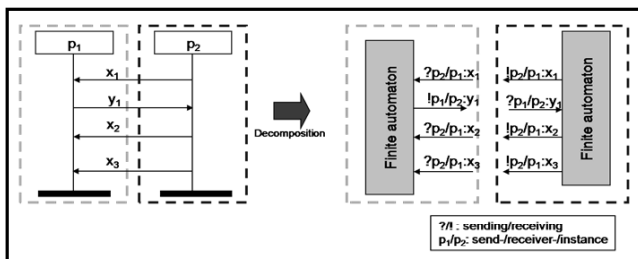 p1 p2
x1
y1
x2
x3
Decomposition
Finite automaton
?p2/p1:x1
!p1/p2:y1
?p2/p1:x2
?p2/p1:x3
!p2/p1:x1
?p1/p2:y1
!p2/p1:x2
!p2/p1:x3
Finite automaton
?/! : sending/receiving
p1/p2: send-/receiver-/instance